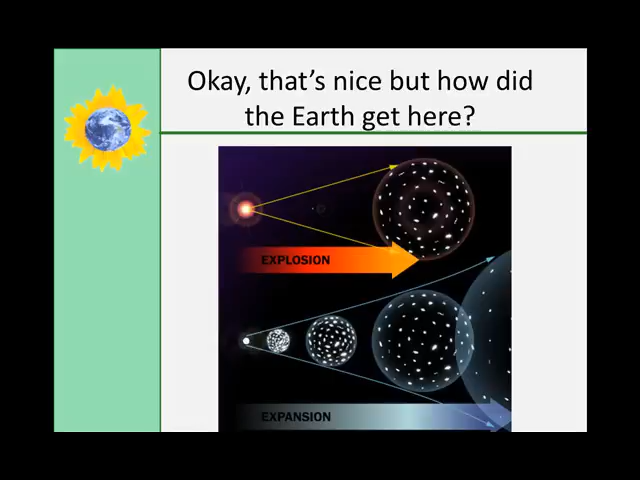 Okay, that's nice but how did
the Earth get here?
EXPLOSION
EXPANSION